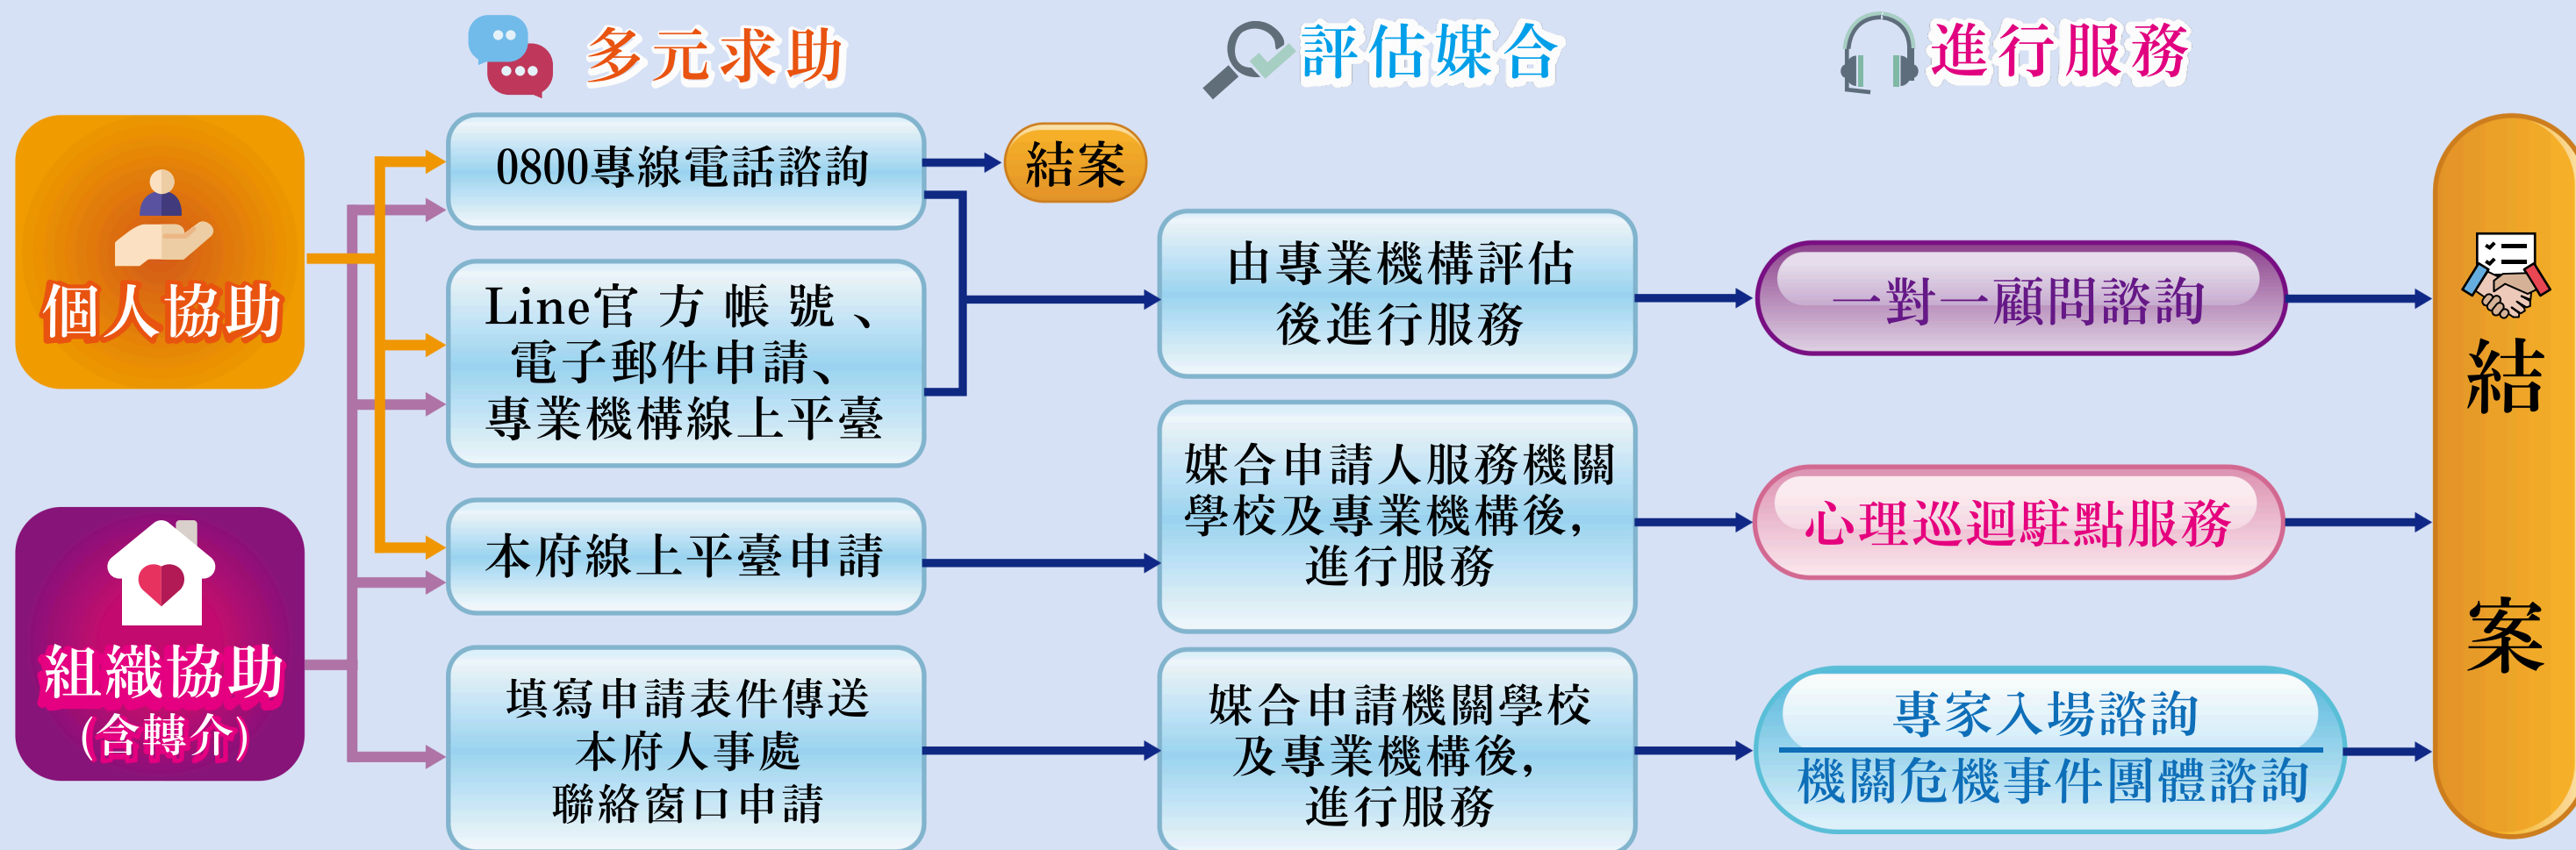 多元求助
評估媒合
進行服務
個人協助
組織協助
(含轉介)
0800專線電話諮詢
結案
Line官方帳號、
電子郵件申請、
專業機構線上平臺
本府線上平臺申請
填寫申請表件傳送
本府人事處
聯絡窗口申請
由專業機構評估
後進行服務
媒合申請人服務機關
學校及專業機構後，
進行服務
媒合申請機關學校
及專業機構後，
進行服務
一對一顧問諮詢
心理巡迴駐點服務
專家入場諮詢
機關危機事件團體諮詢
結案